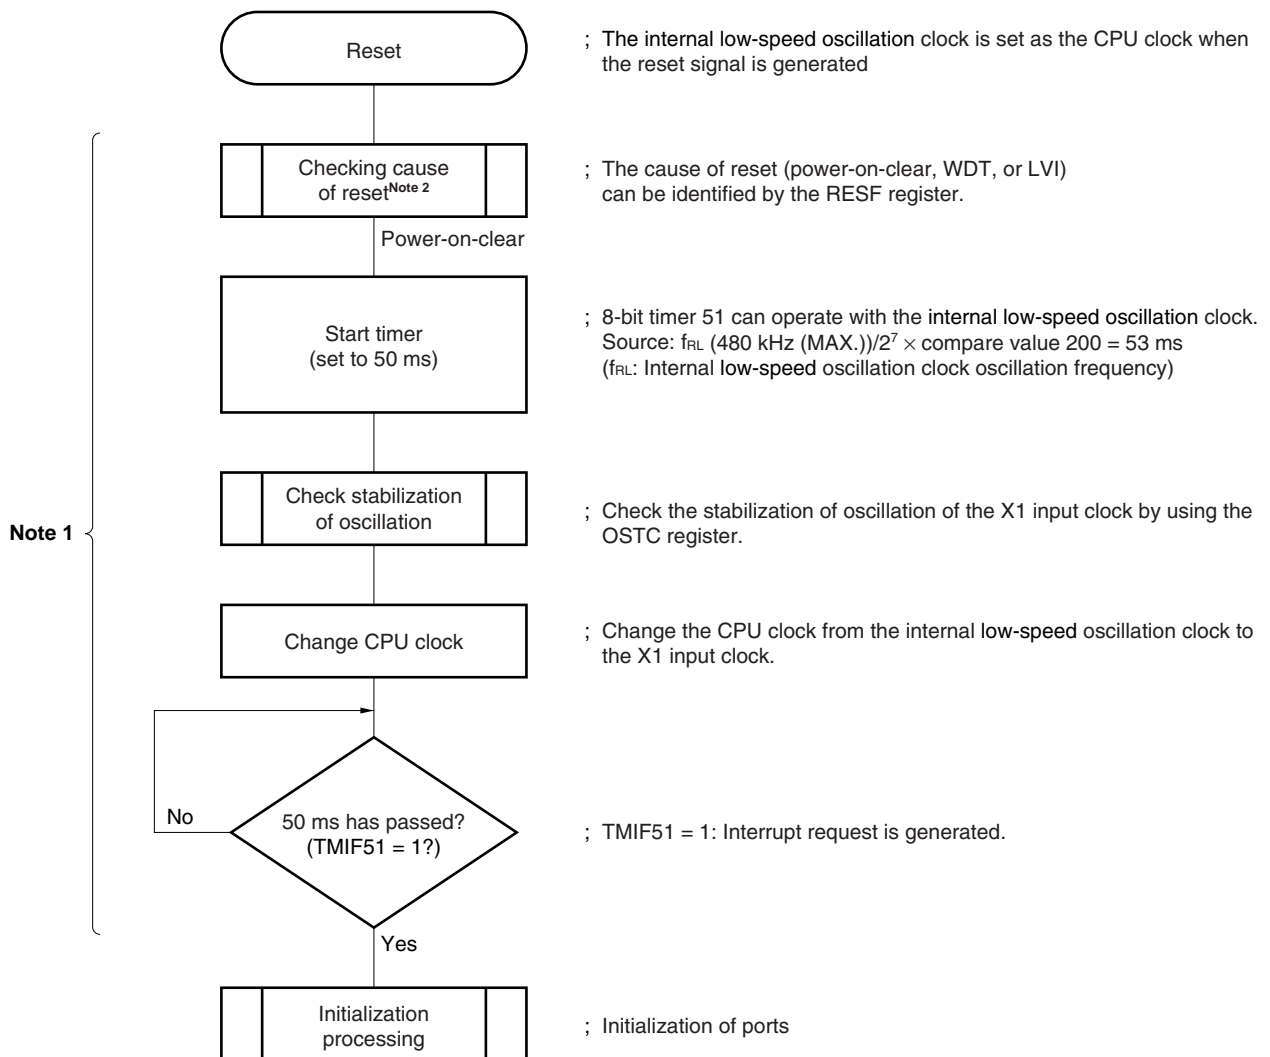 Reset
; The internal low-speed oscillation clock is set as the CPU clock when
the reset signal is generated
Checking cause
of reset^Note 2
; The cause of reset (power-on-clear, WDT, or LVI)
can be identified by the RESF register.
Power-on-clear
Start timer
(set to 50 ms)
; 8-bit timer 51 can operate with the internal low-speed oscillation clock.
Source: fRL (480 kHz (MAX.))/2⁷ × compare value 200 = 53 ms
(fRL: Internal low-speed oscillation clock oscillation frequency)
Check stabilization
of oscillation
; Check the stabilization of oscillation of the X1 input clock by using the
OSTC register.
Note 1
Change CPU clock
; Change the CPU clock from the internal low-speed oscillation clock to
the X1 input clock.
No
50 ms has passed?
(TMIF51 = 1?)
; TMIF51 = 1: Interrupt request is generated.
Yes
Initialization
processing
; Initialization of ports